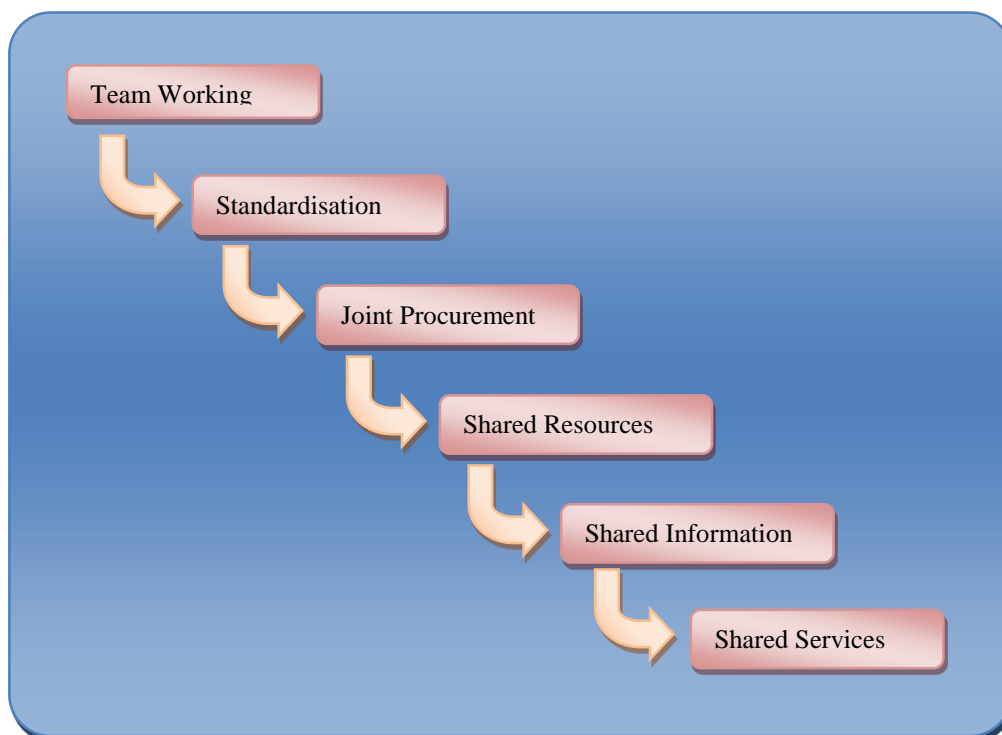 Team Working
Standardisation
Joint Procurement
Shared Resources
Shared Information
Shared Services